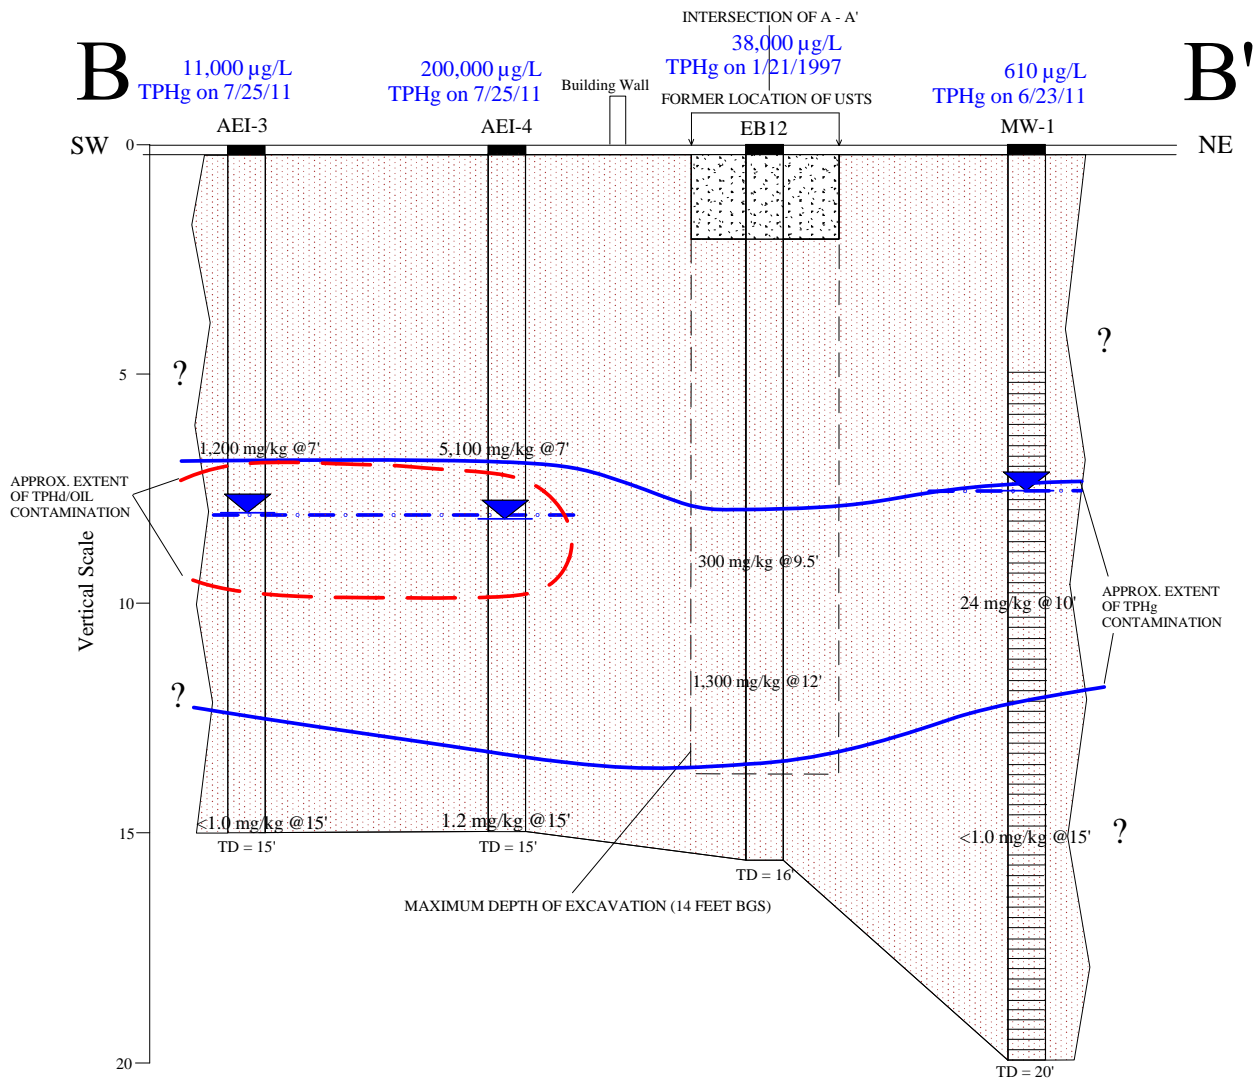 INTERSECTION OF A - A'
B
B'
11,000 µg/L
TPHg on 7/25/11
200,000 µg/L
TPHg on 7/25/11
38,000 µg/L
TPHg on 1/21/1997
610 µg/L
TPHg on 6/23/11
Building Wall
FORMER LOCATION OF USTS
AEI-3
AEI-4
EB12
MW-1
SW
0
NE
?
5
?
1,200 mg/kg @7'
5,100 mg/kg @7'
APPROX. EXTENT
OF TPHd/OIL
CONTAMINATION
Vertical Scale
300 mg/kg @9.5'
10
24 mg/kg @10'
APPROX. EXTENT
OF TPHg
CONTAMINATION
?
1,300 mg/kg @12'
<1.0 mg/kg @15'
1.2 mg/kg @15'
15
<1.0 mg/kg @15'
?
TD = 15'
TD = 15'
TD = 16'
MAXIMUM DEPTH OF EXCAVATION (14 FEET BGS)
20
TD = 20'